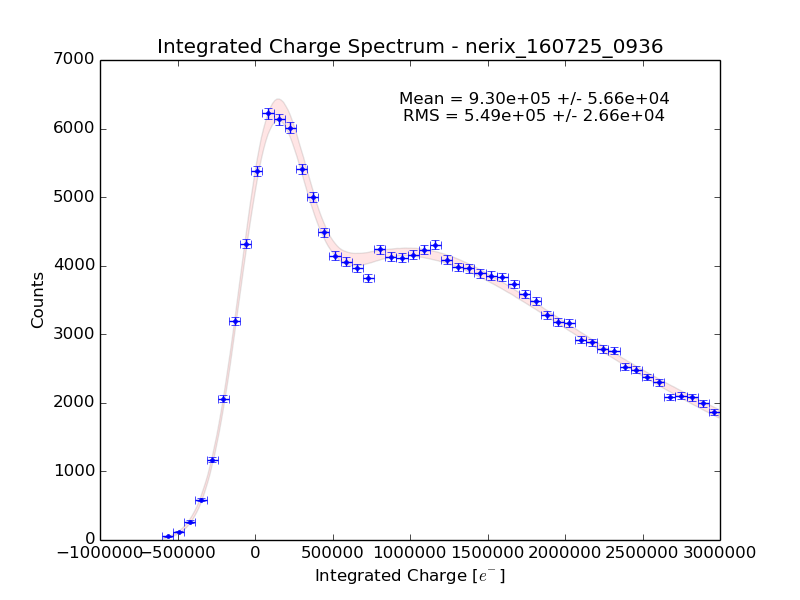 Integrated Charge Spectrum - nerix_160725_0936
7000
Mean = 9.30e+05 +/- 5.66e+04
RMS = 5.49e+05 +/- 2.66e+04
6000
5000
4000
Counts
3000
2000
1000
0
−1000000 −500000 0 500000 1000000 1500000 2000000 2500000 3000000
Integrated Charge [e⁻]